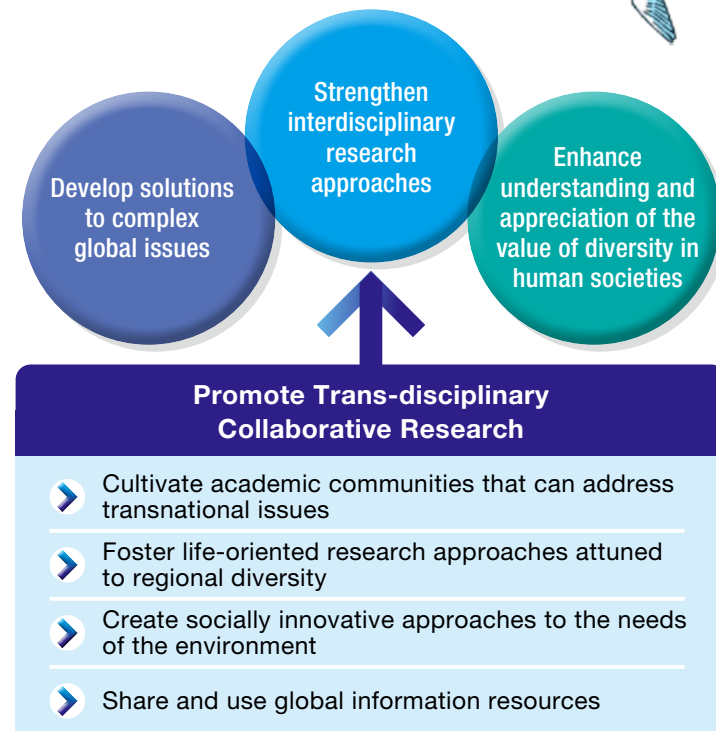 Develop solutions
to complex
global issues
Strengthen
interdisciplinary
research
approaches
Enhance
understanding and
appreciation of the
value of diversity in
human societies
Promote Trans-disciplinary
Collaborative Research
Cultivate academic communities that can address
transnational issues
Foster life-oriented research approaches attuned
to regional diversity
Create socially innovative approaches to the needs
of the environment
Share and use global information resources